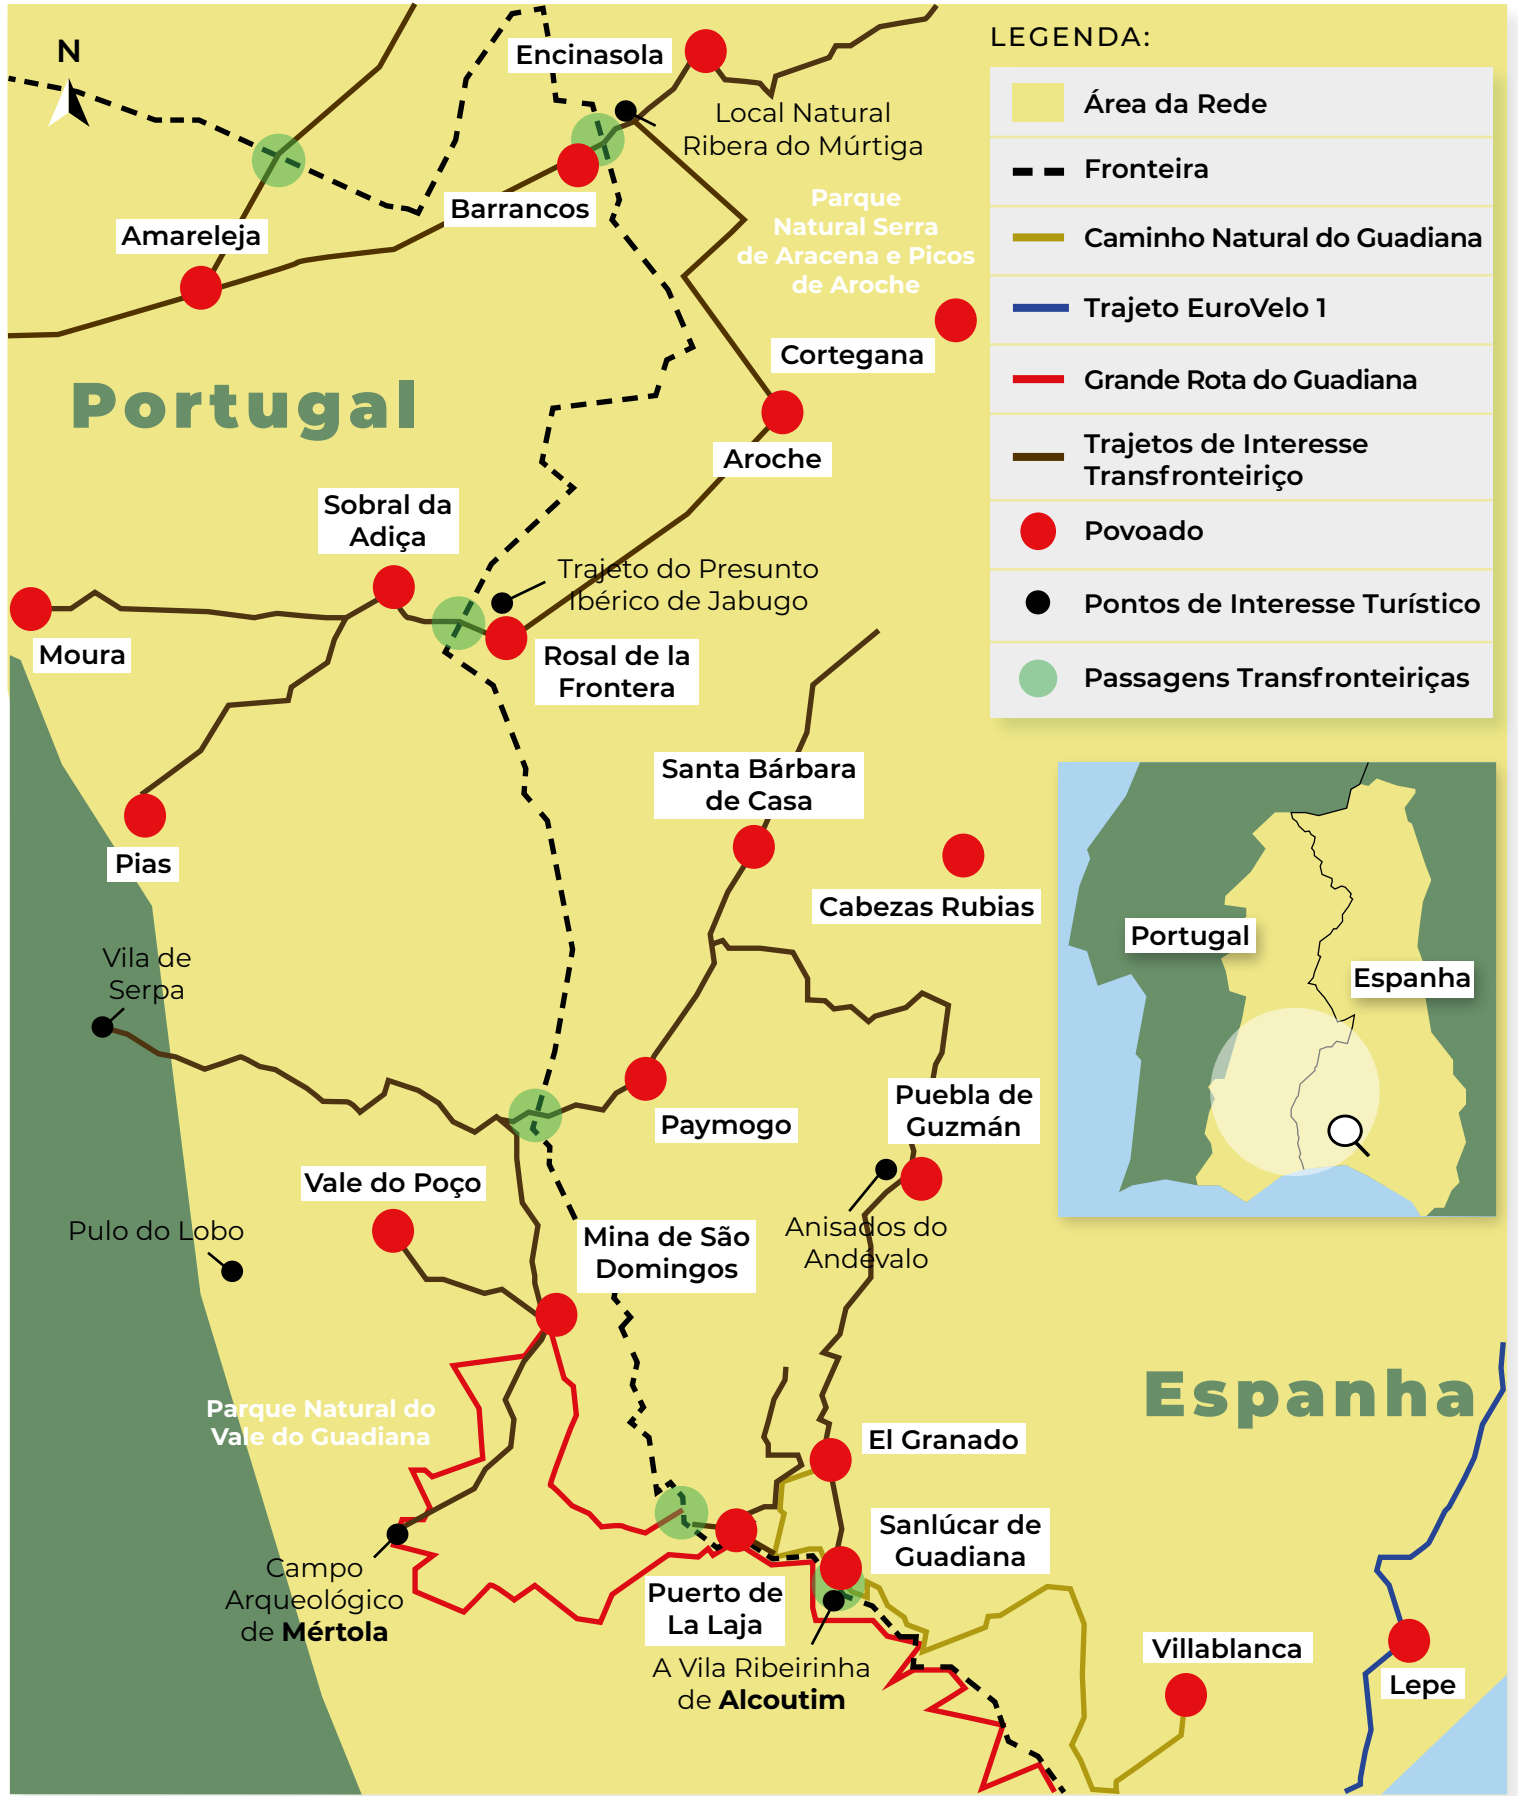 N
Encinasola
Local Natural
Ribera do Múrtiga
Barrancos
Amareleja
Parque
Natural Serra
de Aracena e Picos
de Aroche
Cortegana
Portugal
Aroche
Sobral da
Adiça
Trajeto do Presunto
Ibérico de Jabugo
Moura
Rosal de la
Frontera
Santa Bárbara
de Casa
Pias
Cabezas Rubias
Vila de
Serpa
Paymogo
Puebla de
Guzmán
Vale do Poço
Pulo do Lobo
Mina de São
Domingos
Anisados do
Andévalo
Espanha
Parque Natural do
Vale do Guadiana
El Granado
Sanlúcar de
Guadiana
Campo
Arqueológico
de Mértola
Puerto de
La Laja
A Vila Ribeirinha
de Alcoutim
Villablanca
Lepe
LEGENDA:
Área da Rede
Fronteira
Caminho Natural do Guadiana
Trajeto EuroVelo 1
Grande Rota do Guadiana
Trajetos de Interesse
Transfronteiriço
Povoado
Pontos de Interesse Turístico
Passagens Transfronteiriças
Portugal
Espanha